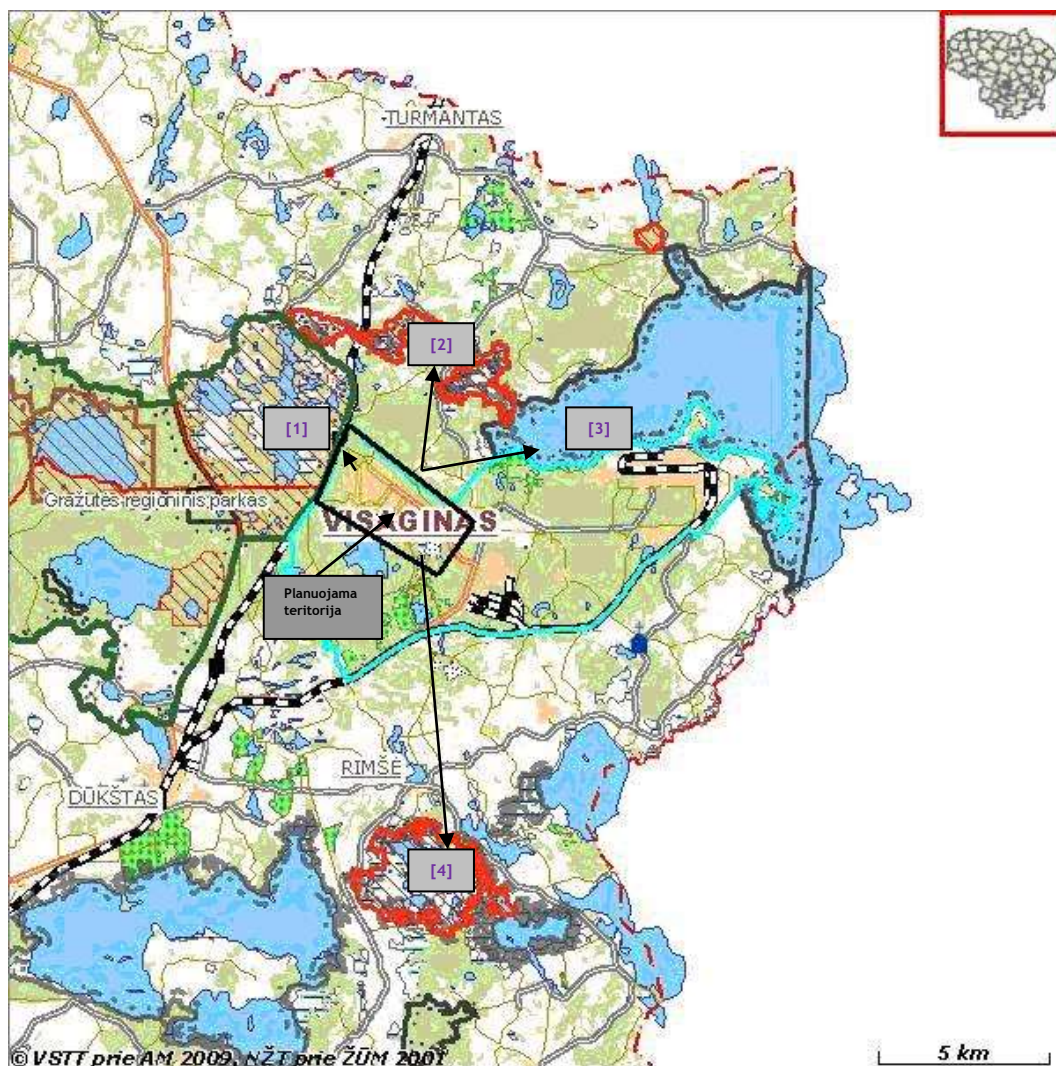 TURMANTAS
[2]
[1]
[3]
Gražutės regioninis parkas
VISAGINAS
Planuojama
teritorija
RIMŠĖ
DŪKŠTAS
[4]
© VSTT prie AM 2009, NŽT prie ŽŪM 2001
5 km